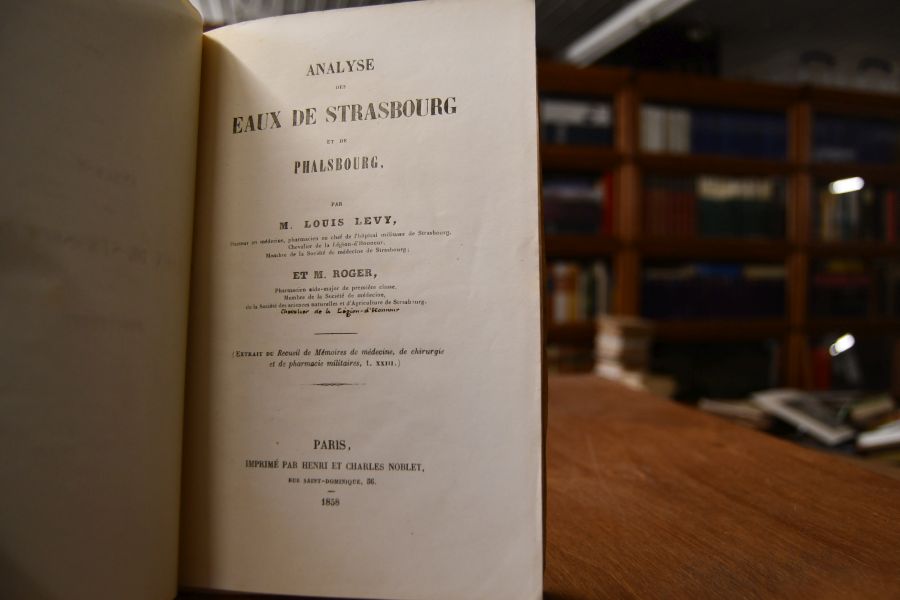 ANALYSE
DES
EAUX DE STRASBOURG
ET DE
PHALSBOURG,
PAR
M. LOUIS LEVY,
Docteur en médecine, pharmacien en chef de l'hôpital militaire de Strasbourg,
Chevalier de la Légion-d'Honneur,
Membre de la Société de médecine de Strasbourg;
ET M. ROGER,
Pharmacien aide-major de première classe,
Membre de la Société de médecine,
de la Société des sciences naturelles et d'Agriculture de Strasbourg,
Chevalier de la Légion-d'Honneur
(EXTRAIT DU Recueil de Mémoires de médecine, de chirurgie
et de pharmacie militaires, t. XXIII.)
PARIS,
IMPRIMÉ PAR HENRI ET CHARLES NOBLET,
RUE SAINT-DOMINIQUE, 56.
1858